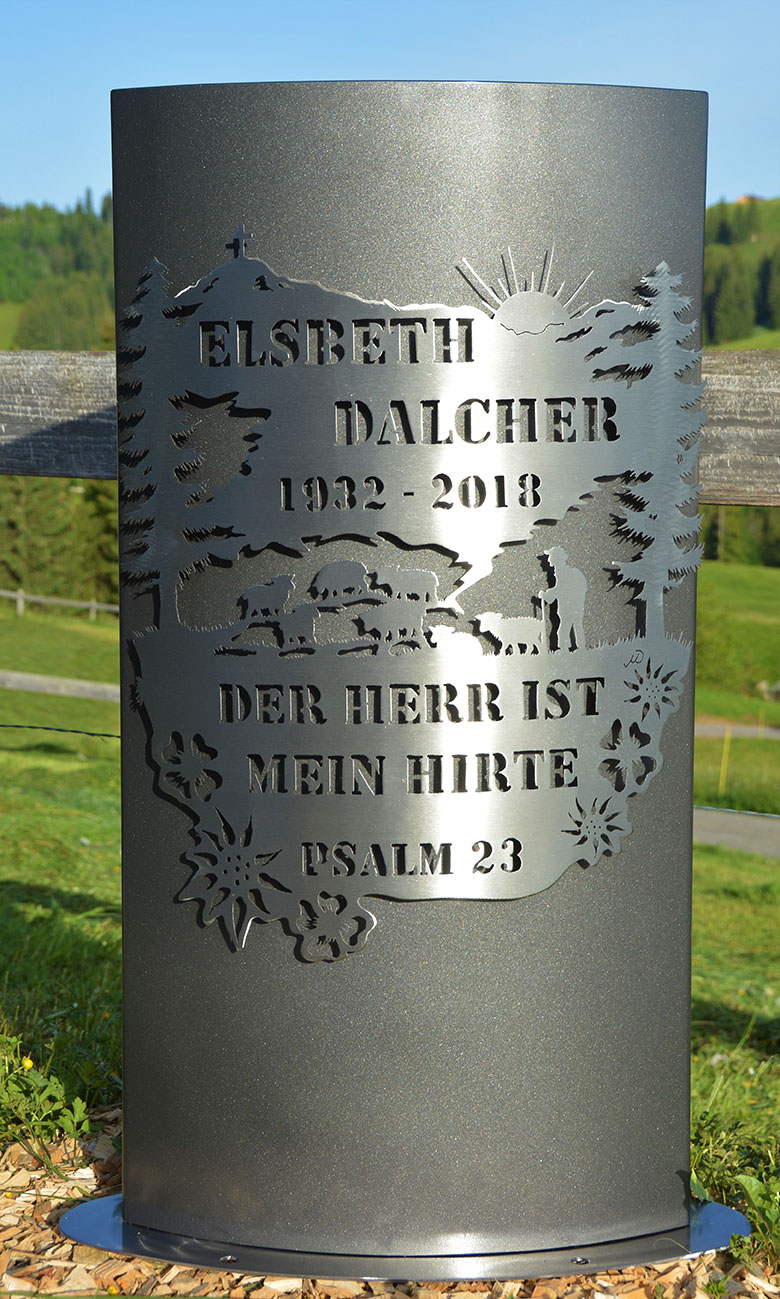 ELSBETH
DALCHER
1932 - 2018
DER HERR IST
MEIN HIRTE
PSALM 23